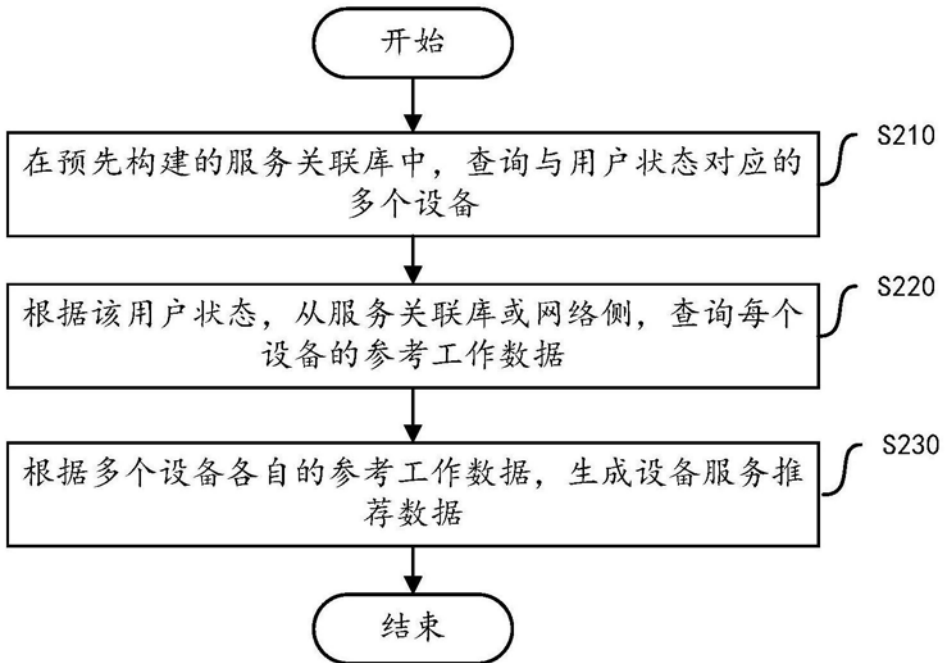 开始
S210
在预先构建的服务关联库中，查询与用户状态对应的
多个设备
S220
根据该用户状态，从服务关联库或网络侧，查询每个
设备的参考工作数据
S230
根据多个设备各自的参考工作数据，生成设备服务推
荐数据
结束